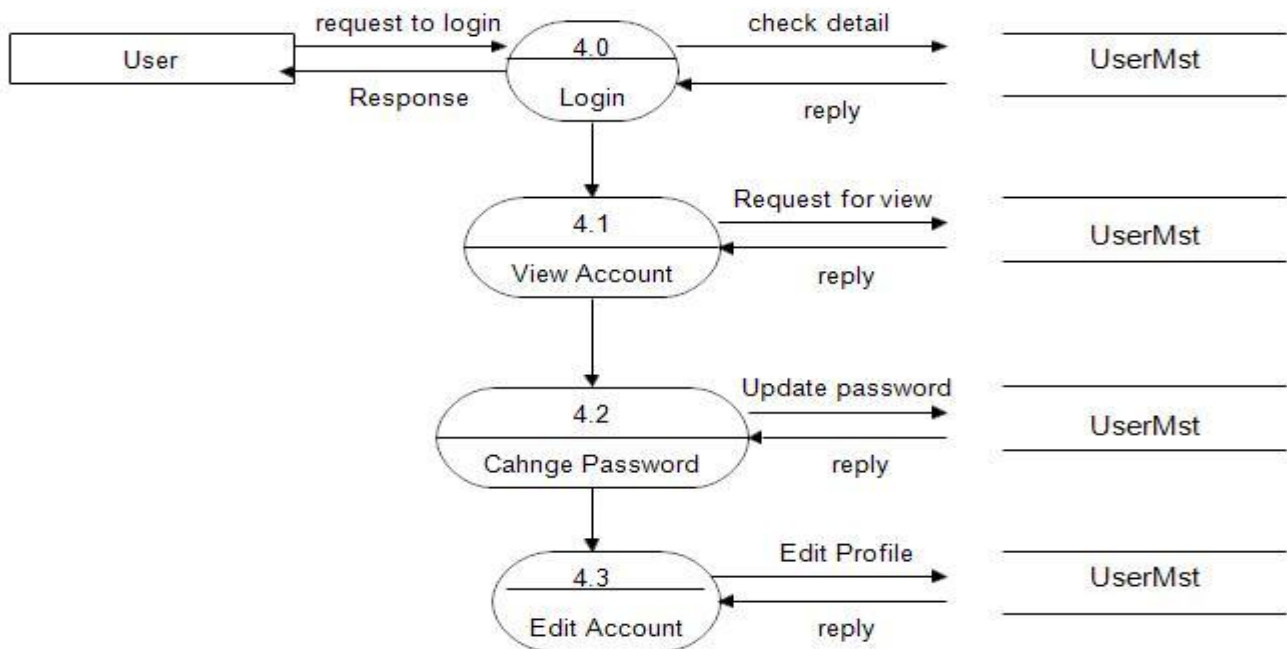 request to login
check detail
4.0
User
UserMst
Response
Login
reply
Request for view
4.1
UserMst
View Account
reply
Update password
4.2
UserMst
Cahnge Password
reply
Edit Profile
4.3
UserMst
Edit Account
reply